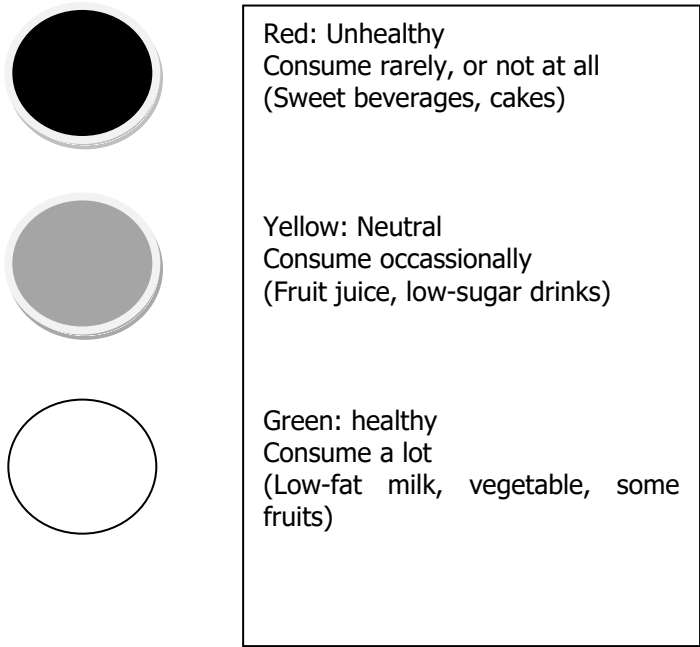 Red: Unhealthy
Consume rarely, or not at all
(Sweet beverages, cakes)
Yellow: Neutral
Consume occassionally
(Fruit juice, low-sugar drinks)
Green: healthy
Consume a lot
(Low-fat milk, vegetable, some
fruits)